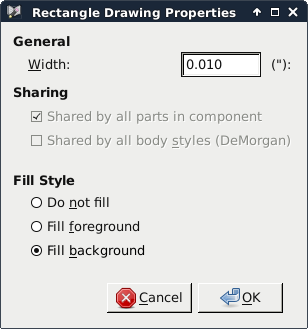 Rectangle Drawing Properties
General
Width: 0.010 ("):
Sharing
Shared by all parts in component
Shared by all body styles (DeMorgan)
Fill Style
Do not fill
Fill foreground
Fill background
Cancel OK